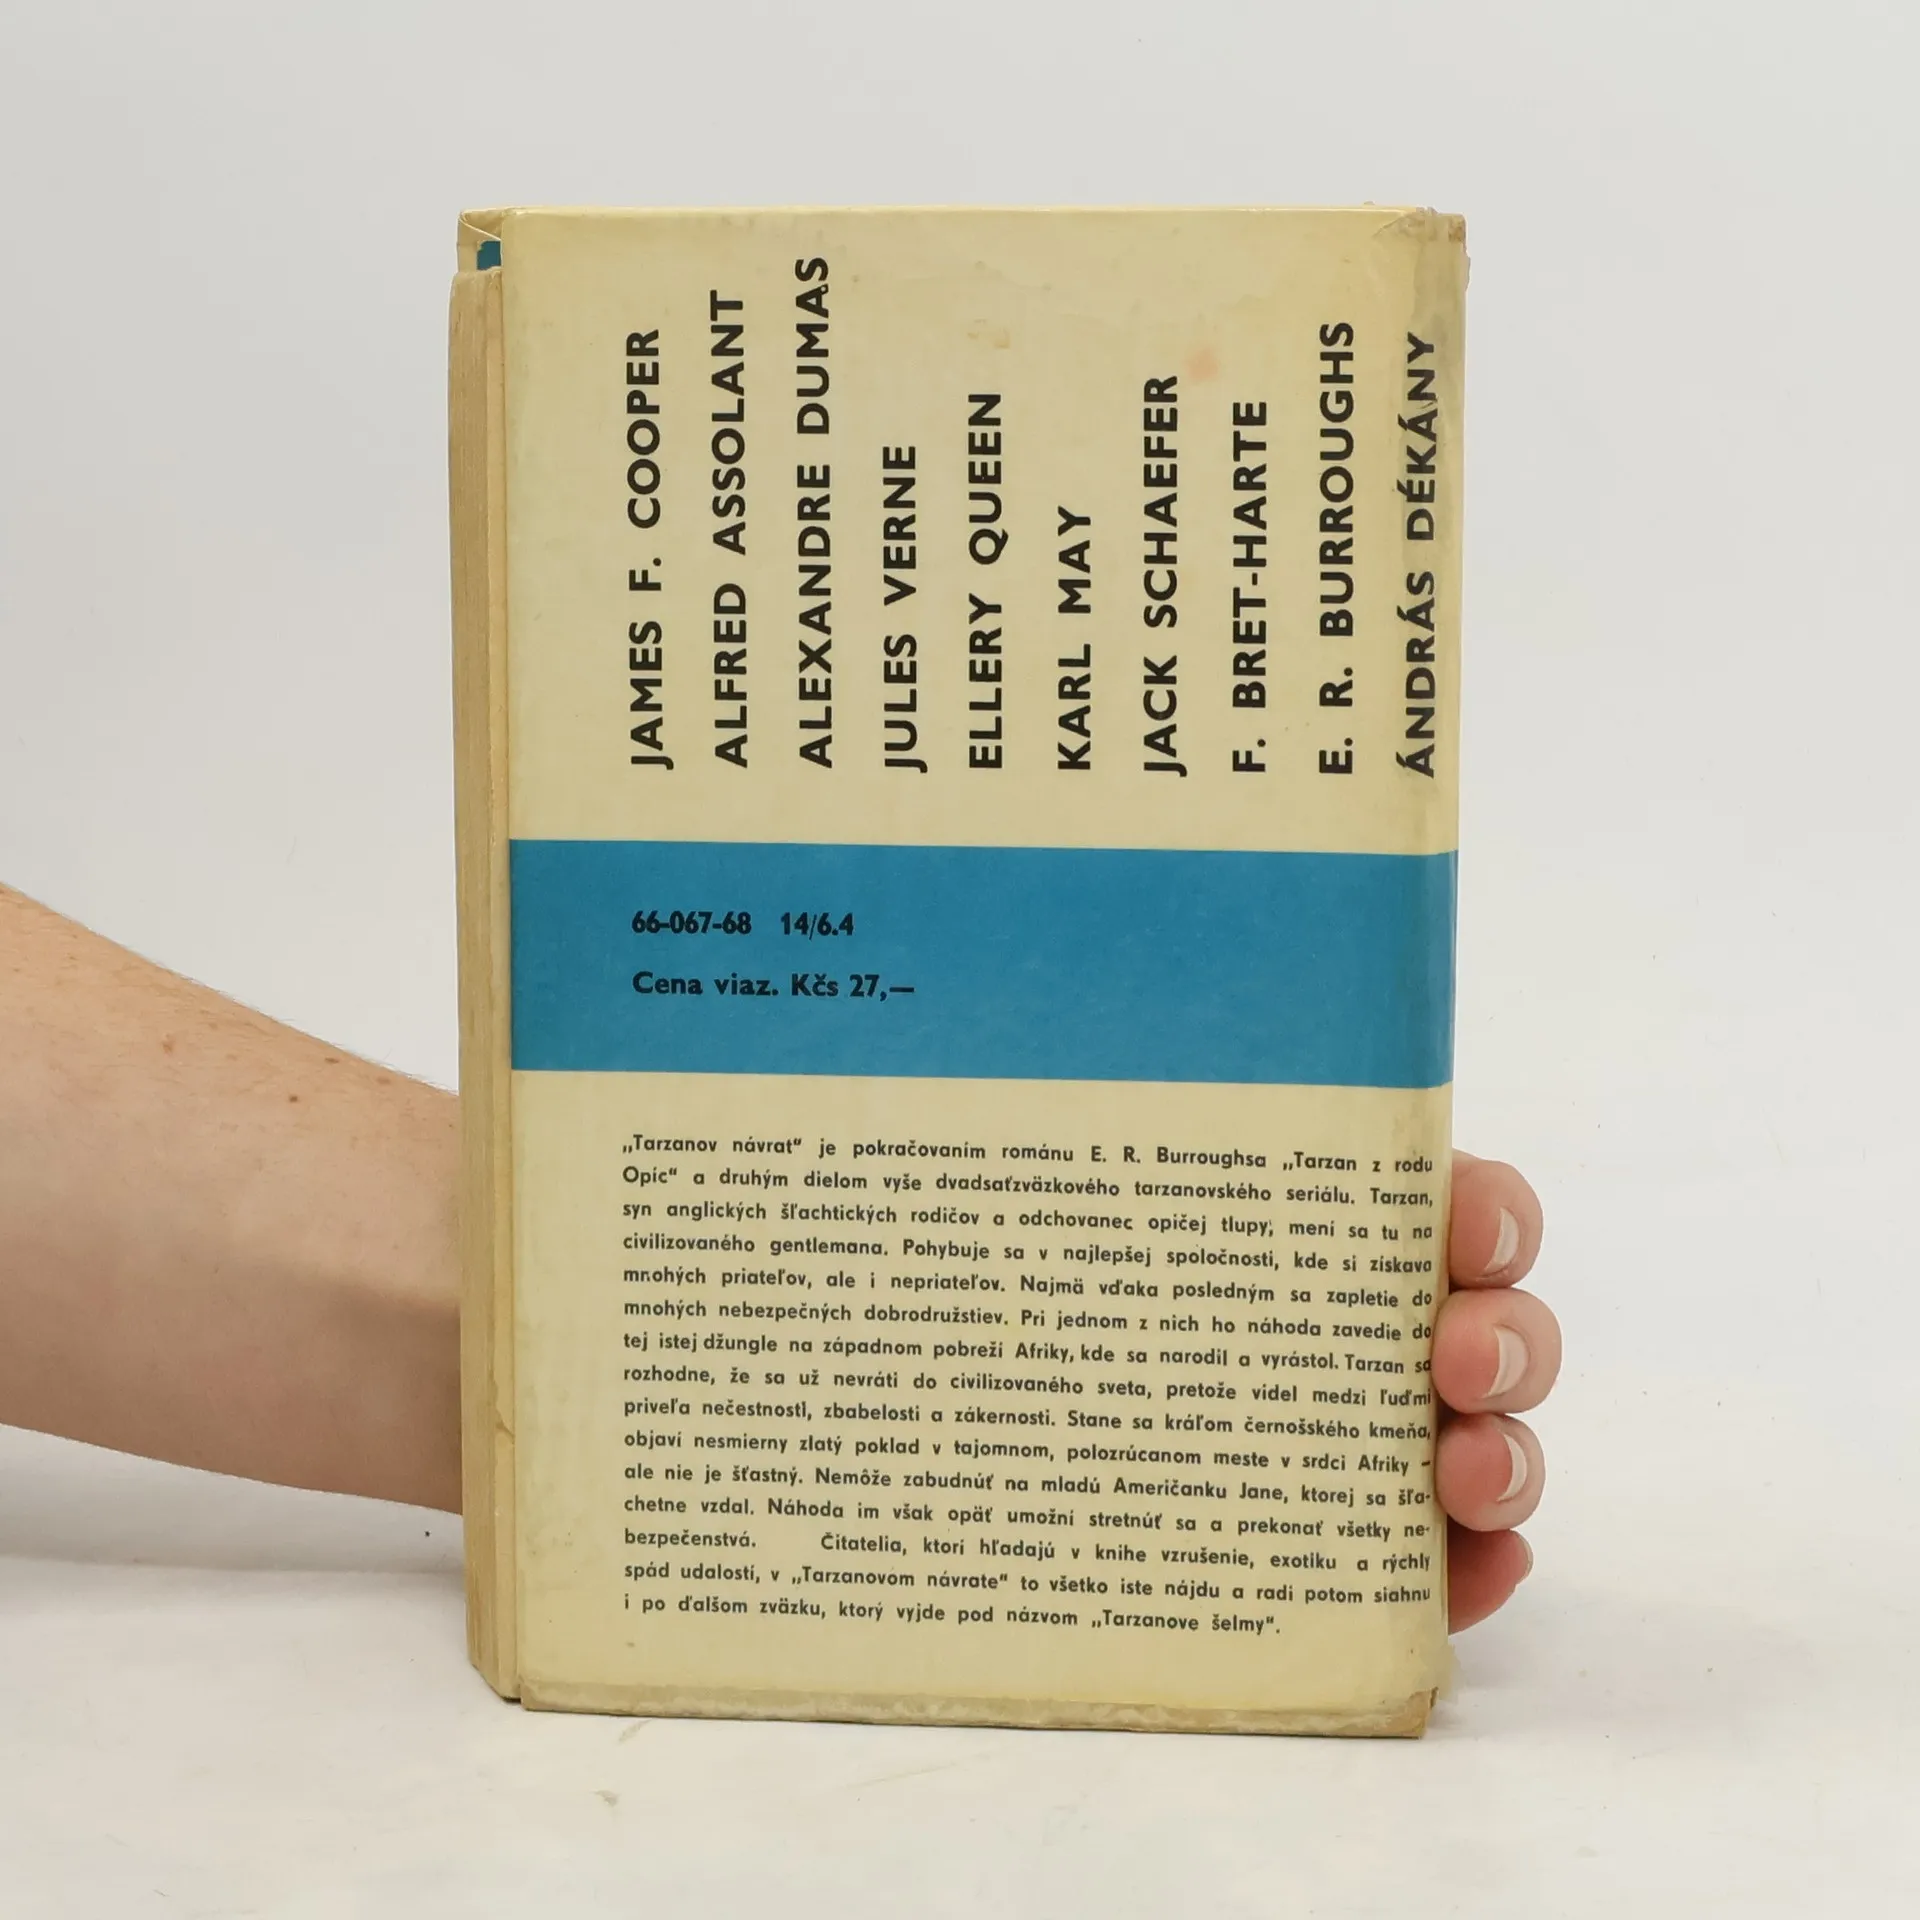 JAMES F. COOPER
ALFRED ASSOLANT
ALEXANDRE DUMAS
JULES VERNE
ELLERY QUEEN
KARL MAY
JACK SCHAEFER
F. BRET-HARTE
E. R. BURROUGHS
ÁNDRÁS DÉKÁNY
66-067-68 14/6.4
Cena viaz. Kčs 27,—
„Tarzanov návrat“ je pokračovaním románu E. R. Burroughsa „Tarzan z rodu
Opíc“ a druhým dielom vyše dvadsaťzväzkového tarzanovského seriálu. Tarzan,
syn anglických šľachtických rodičov a odchovanec opičej tlupy, mení sa tu na
civilizovaného gentlemana. Pohybuje sa v najlepšej spoločnosti, kde si získava
mnohých priateľov, ale i nepriateľov. Najmä vďaka posledným sa zapletie do
mnohých nebezpečných dobrodružstiev. Pri jednom z nich ho náhoda zavedie do
tej istej džungle na západnom pobreží Afriky, kde sa narodil a vyrástol. Tarzan sa
rozhodne, že sa už nevráti do civilizovaného sveta, pretože videl medzi ľuďmi
priveľa nečestností, zbabelosti a zákernosti. Stane sa kráľom černošského kmeňa,
objaví nesmierny zlatý poklad v tajomnom, polozrúcanom meste v srdci Afriky –
ale nie je šťastný. Nemôže zabudnúť na mladú Američanku Jane, ktorej sa šľa-
chetne vzdal. Náhoda im však opäť umožní stretnúť sa a prekonať všetky ne-
bezpečenstvá. Čitatelia, ktorí hľadajú v knihe vzrušenie, exotiku a rýchly
spád udalostí, v „Tarzanovom návrate“ to všetko iste nájdu a radi potom siahnu
i po ďalšom zväzku, ktorý vyjde pod názvom „Tarzanove šelmy“.